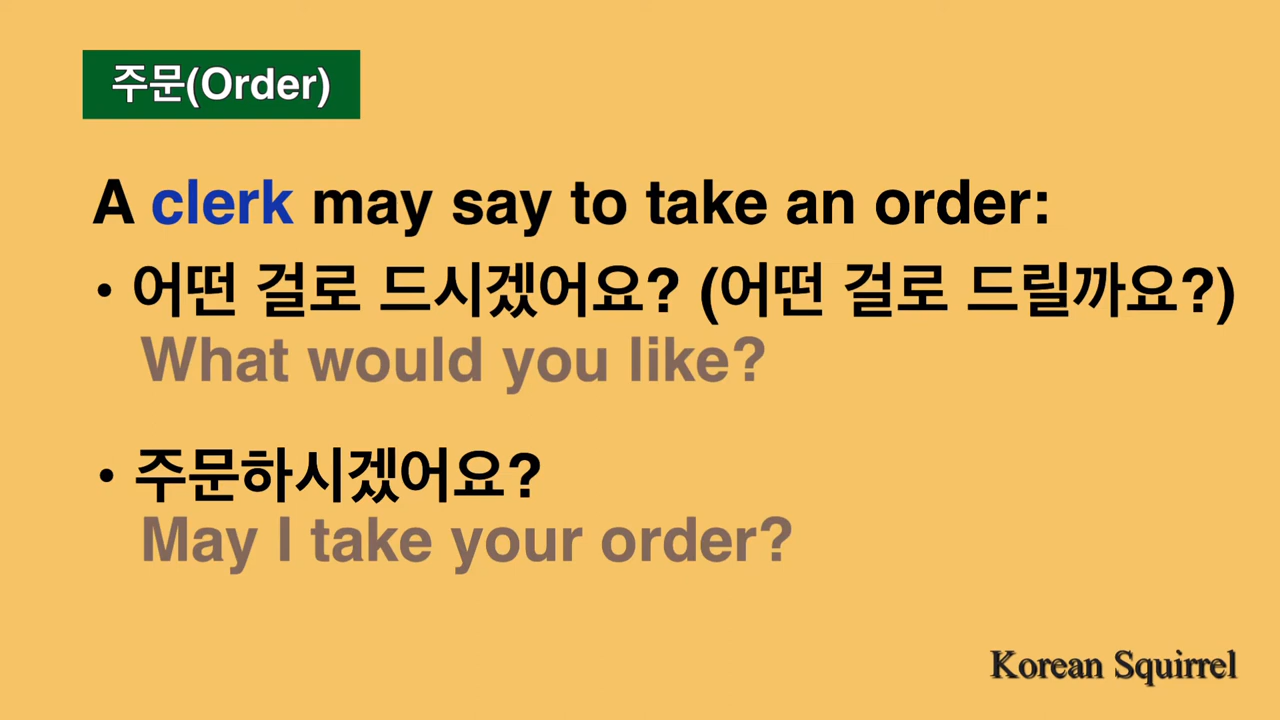 주문(Order)
A clerk may say to take an order:
• 어떤 걸로 드시겠어요? (어떤 걸로 드릴까요?)
What would you like?
• 주문하시겠어요?
May I take your order?
Korean Squirrel